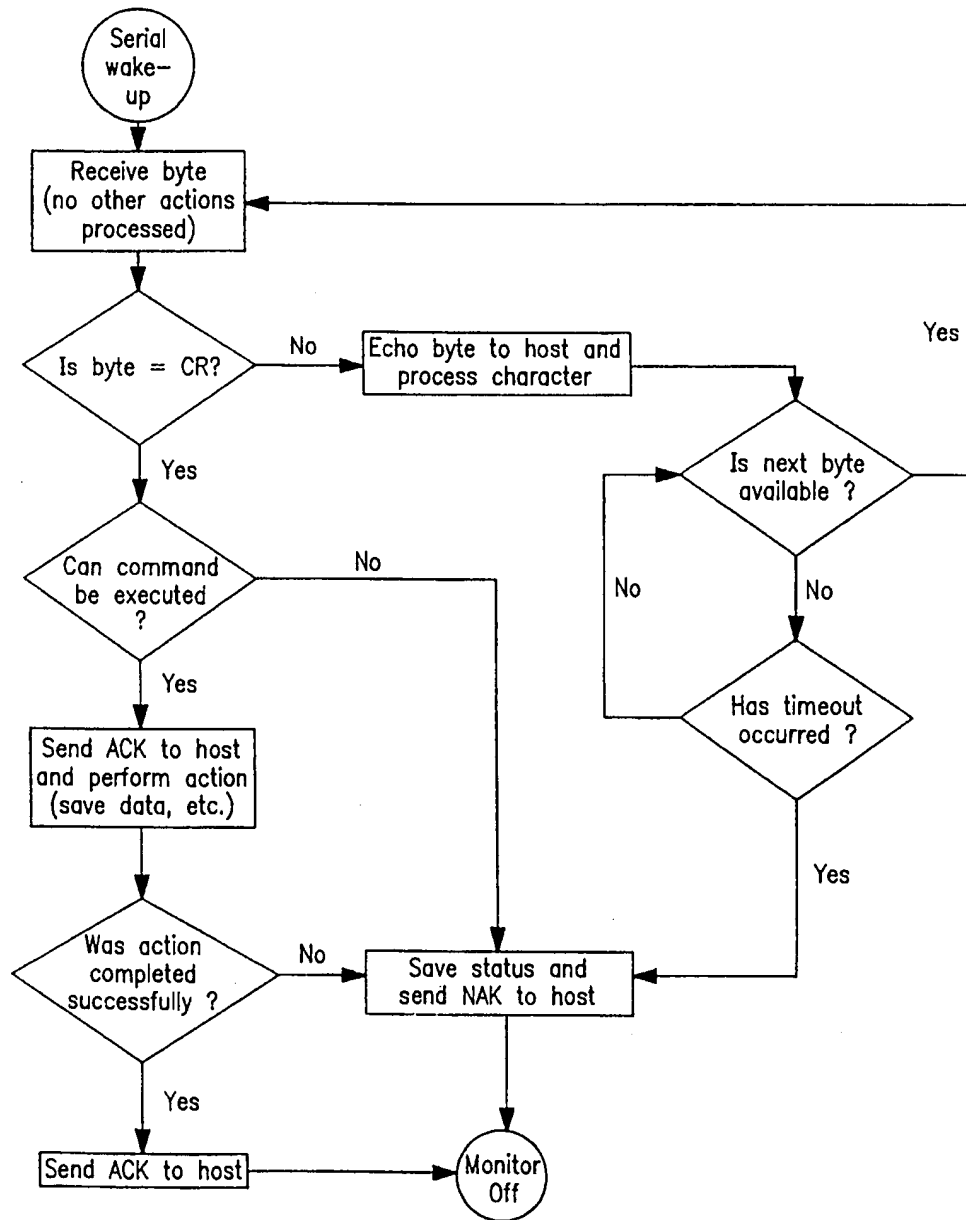 Serial
wake-
up
Receive byte
(no other actions
processed)
Is byte = CR?
No
Echo byte to host and
process character
Yes
Is next byte
available ?
Yes
Can command
be executed
?
No
No
No
Yes
Has timeout
occurred ?
Send ACK to host
and perform action
(save data, etc.)
Yes
Was action
completed
successfully ?
No
Save status and
send NAK to host
Yes
Send ACK to host
Monitor
Off